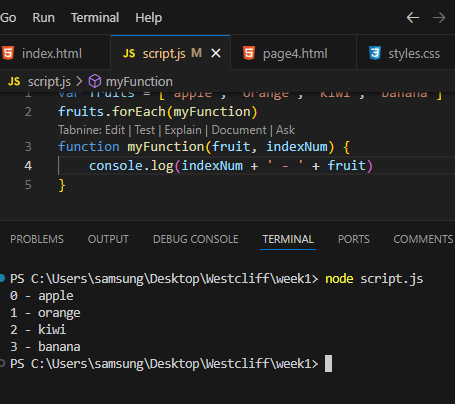 Go Run Terminal Help
index.html JS script.js M page4.html styles.css
JS script.js > myFunction
1 var fruits = ['apple', 'orange', 'kiwi', 'banana']
2 fruits.forEach(myFunction)
Tabnine: Edit | Test | Explain | Document | Ask
3 function myFunction(fruit, indexNum) {
4 console.log(indexNum + ' - ' + fruit)
5 }
PROBLEMS OUTPUT DEBUG CONSOLE TERMINAL PORTS COMMENTS
PS C:\Users\samsung\Desktop\Westcliff\week1> node script.js
0 - apple
1 - orange
2 - kiwi
3 - banana
PS C:\Users\samsung\Desktop\Westcliff\week1>